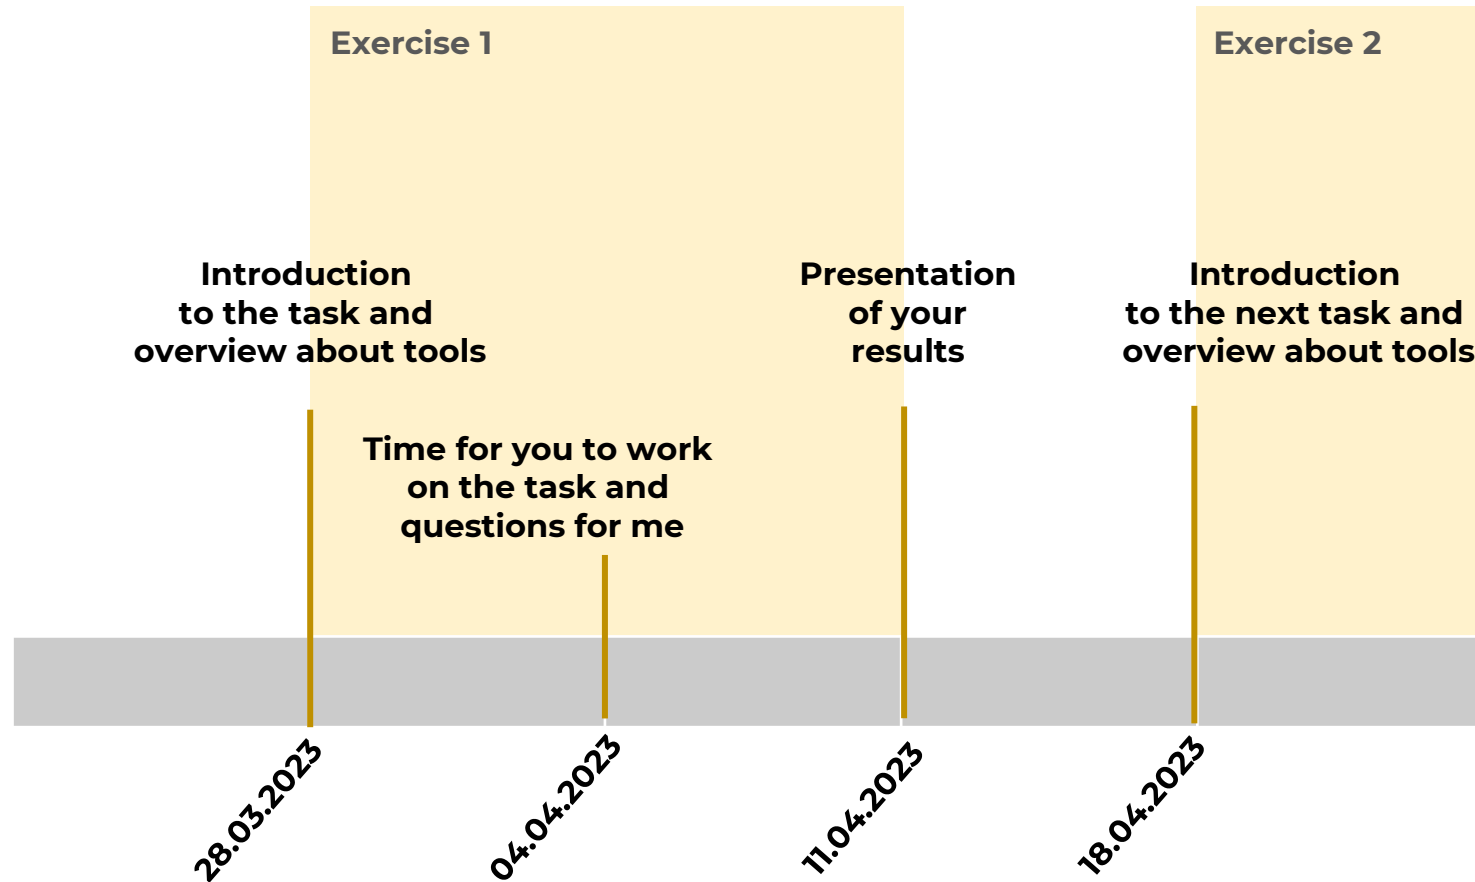 Exercise 1
Exercise 2
Introduction
to the task and
overview about tools
Presentation
of your
results
Introduction
to the next task and
overview about tools
Time for you to work
on the task and
questions for me
28.03.2023
04.04.2023
11.04.2023
18.04.2023